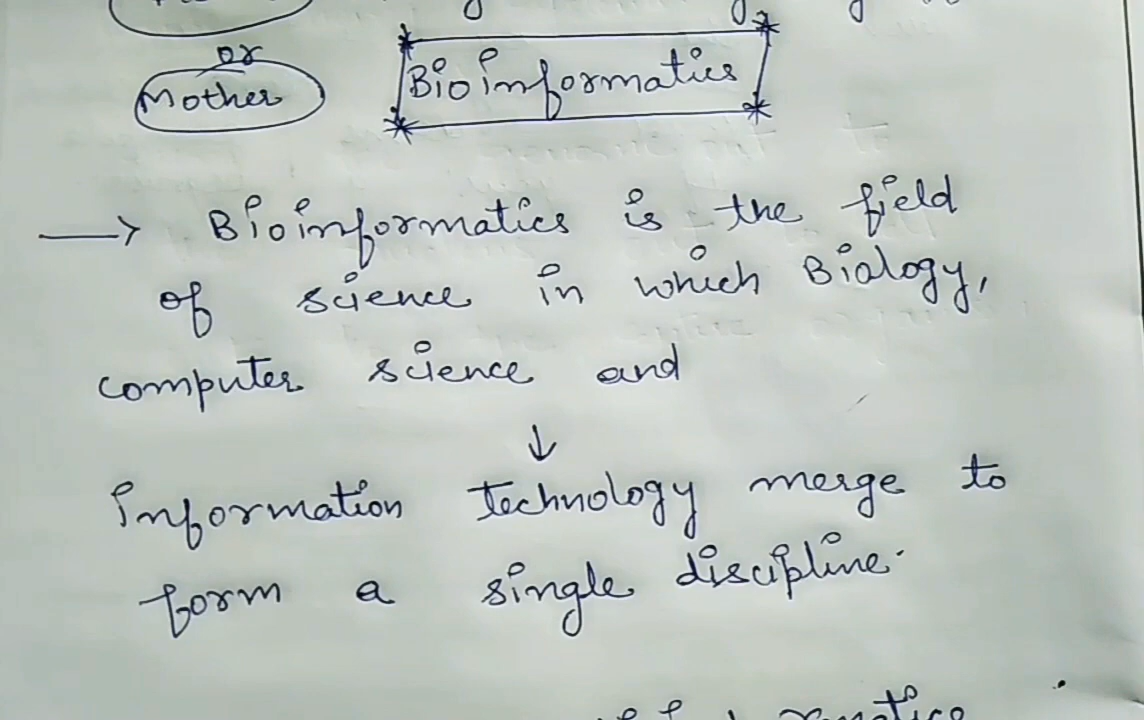 or
Mother
Bioinformatics
→ Bioinformatics is the field
of science in which Biology,
computer science and
↓
Information technology merge to
form a single discipline.